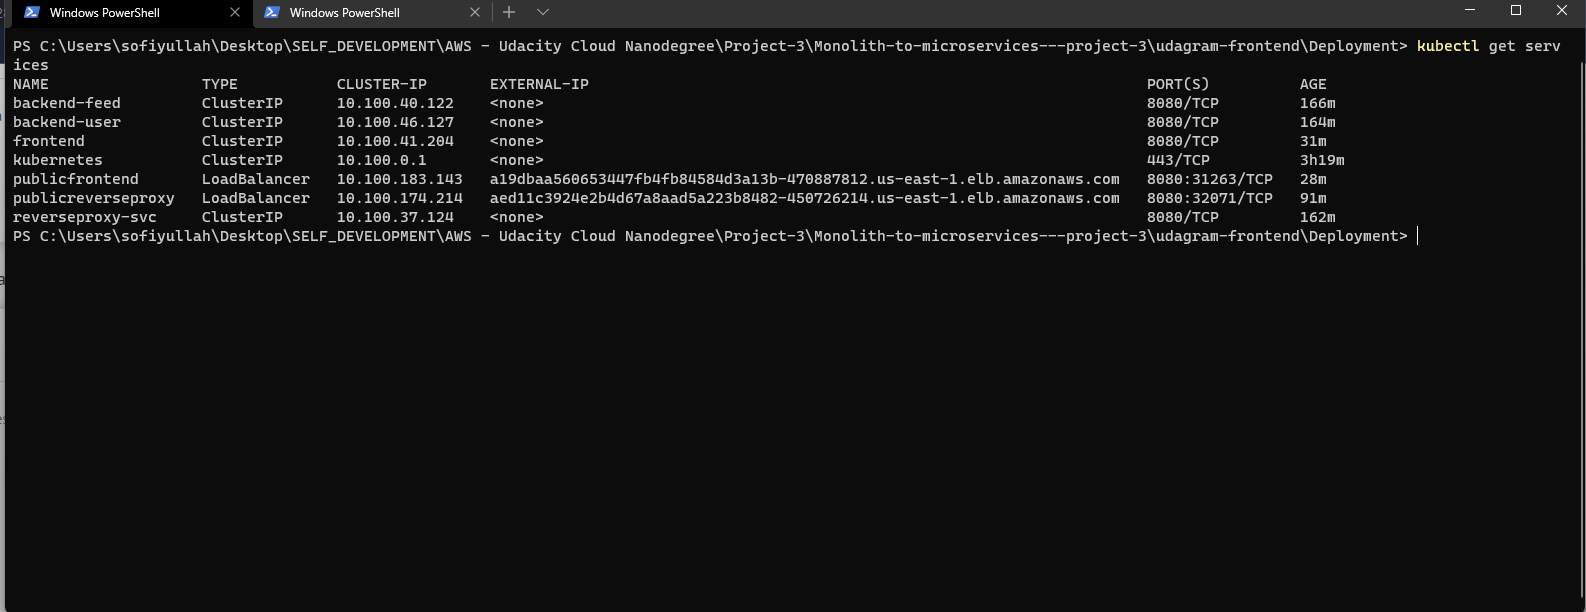 Windows PowerShell
Windows PowerShell
PS C:\Users\sofiyullah\Desktop\SELF_DEVELOPMENT\AWS - Udacity Cloud Nanodegree\Project-3\Monolith-to-microservices---project-3\udagram-frontend\Deployment> kubectl get serv
ices
NAME TYPE CLUSTER-IP EXTERNAL-IP PORT(S) AGE
backend-feed ClusterIP 10.100.40.122 <none> 8080/TCP 166m
backend-user ClusterIP 10.100.46.127 <none> 8080/TCP 164m
frontend ClusterIP 10.100.41.204 <none> 8080/TCP 31m
kubernetes ClusterIP 10.100.0.1 <none> 443/TCP 3h19m
publicfrontend LoadBalancer 10.100.183.143 a19dbaa560653447fb4fb84584d3a13b-470887812.us-east-1.elb.amazonaws.com 8080:31263/TCP 28m
publicreverseproxy LoadBalancer 10.100.174.214 aed11c3924e2b4d67a8aad5a223b8482-450726214.us-east-1.elb.amazonaws.com 8080:32071/TCP 91m
reverseproxy-svc ClusterIP 10.100.37.124 <none> 8080/TCP 162m
PS C:\Users\sofiyullah\Desktop\SELF_DEVELOPMENT\AWS - Udacity Cloud Nanodegree\Project-3\Monolith-to-microservices---project-3\udagram-frontend\Deployment>